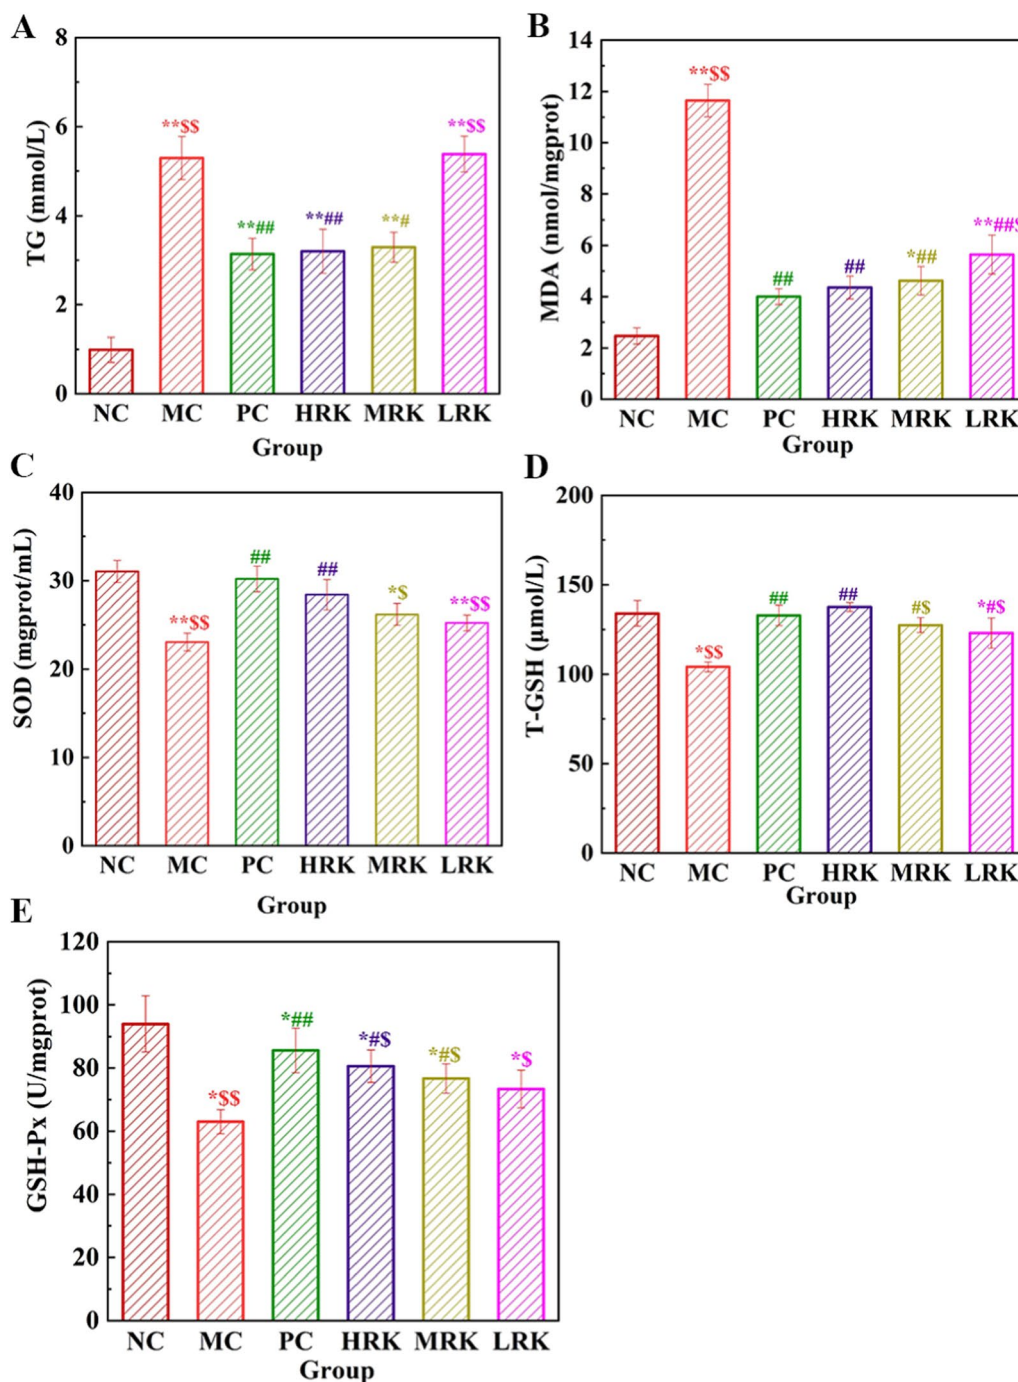 A
TG (mmol/L)
8
6
4
2
0
**$$
**##
**##
**#
**$$
NC MC PC HRK MRK LRK
Group
B
MDA (nmol/mgprot)
14
12
10
8
6
4
2
0
**$$
##
##
*##
**##$
NC MC PC HRK MRK LRK
Group
C
SOD (mgprot/mL)
40
30
20
10
0
**$$
##
##
*$
**$$
NC MC PC HRK MRK LRK
Group
D
T-GSH (μmol/L)
200
150
100
50
0
*$$
##
##
#$
*#$
NC MC PC HRK MRK LRK
Group
E
GSH-Px (U/mgprot)
120
100
80
60
40
20
0
*$$
*##
*#$
*#$
*$
NC MC PC HRK MRK LRK
Group